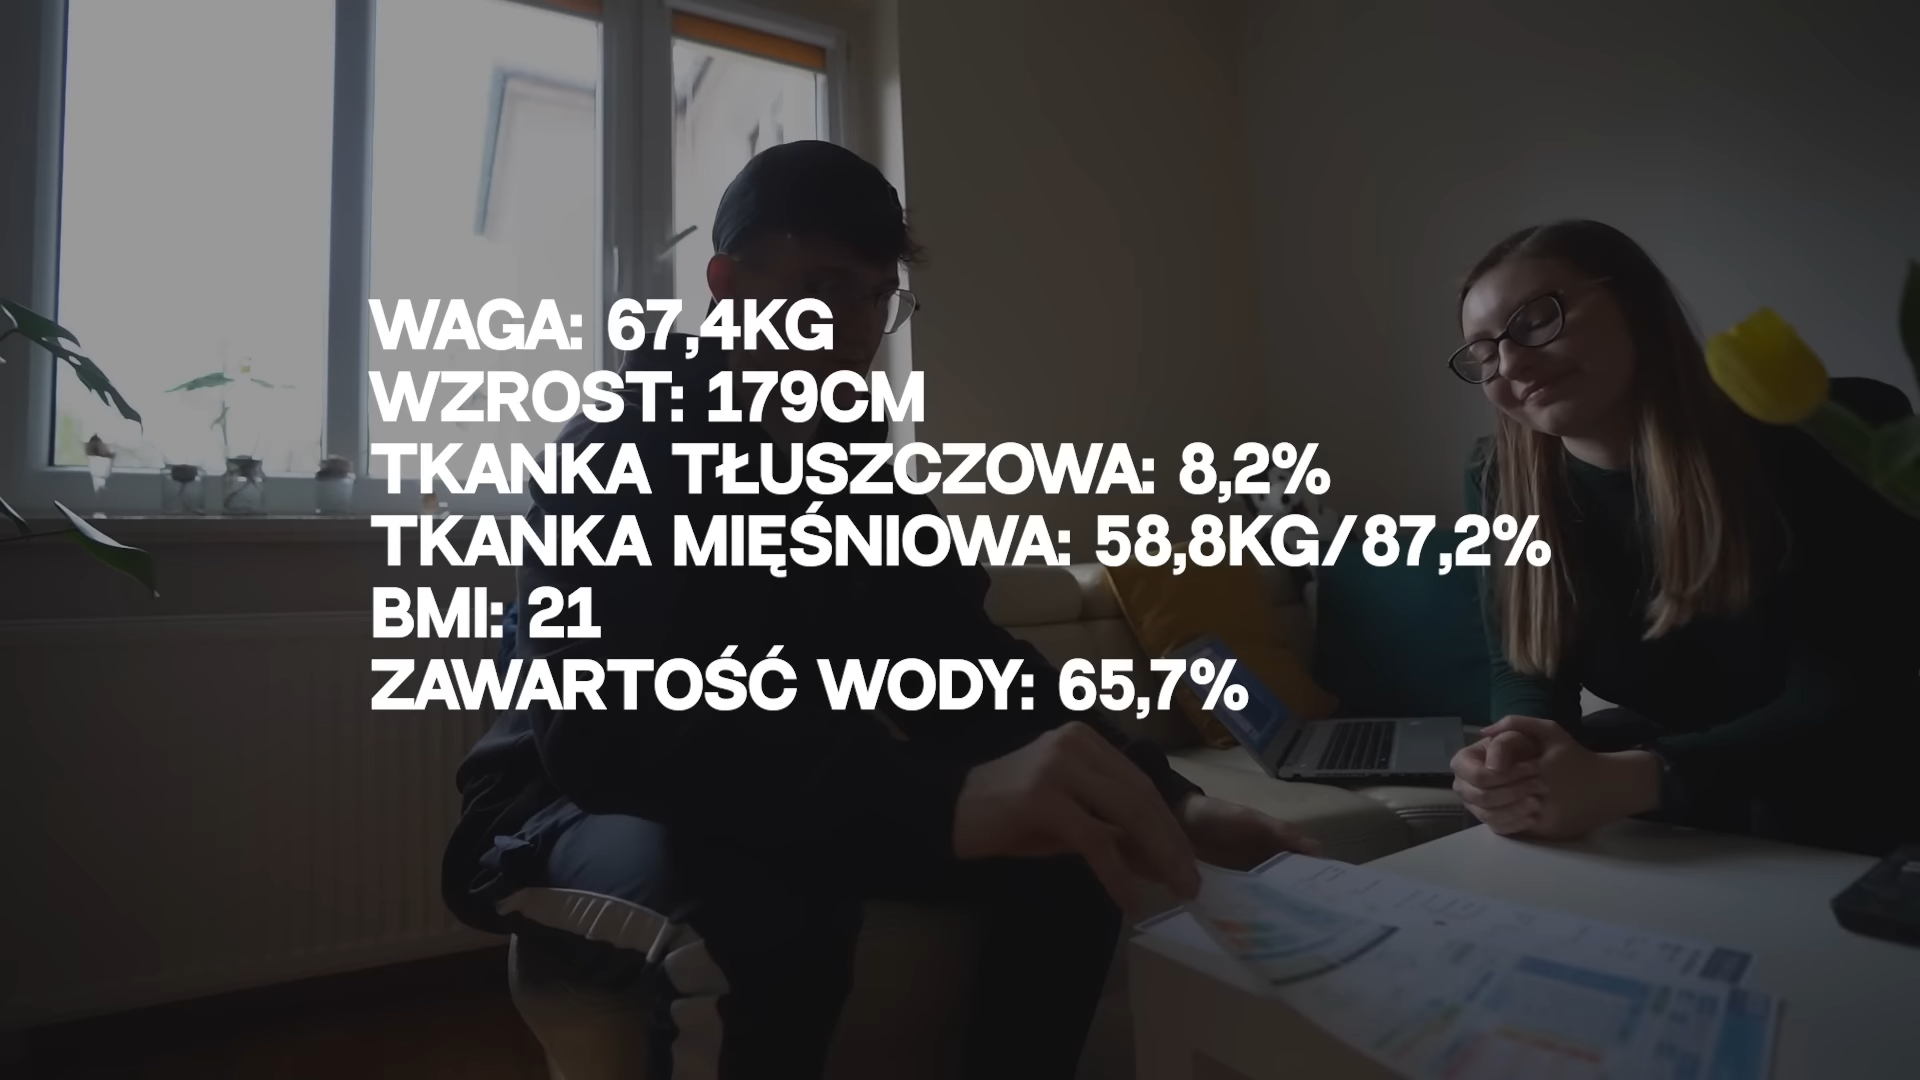 WAGA: 67,4KG
WZROST: 179CM
TKANKA TŁUSZCZOWA: 8,2%
TKANKA MIĘŚNIOWA: 58,8KG/87,2%
BMI: 21
ZAWARTOŚĆ WODY: 65,7%